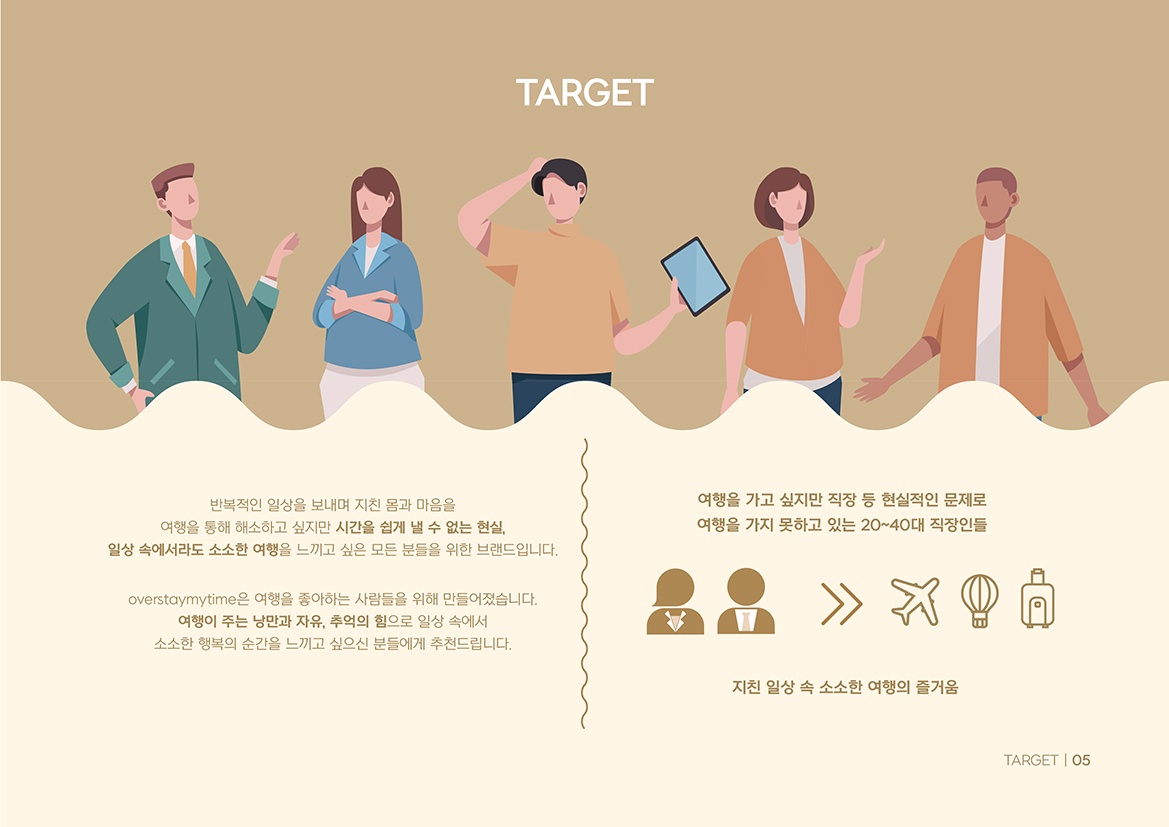 TARGET
반복적인 일상을 보내며 지친 몸과 마음을
여행을 통해 해소하고 싶지만 시간을 쉽게 낼 수 없는 현실,
일상 속에서라도 소소한 여행을 느끼고 싶은 모든 분들을 위한 브랜드입니다.
overstaymytime은 여행을 좋아하는 사람들을 위해 만들어졌습니다.
여행이 주는 낭만과 자유, 추억의 힘으로 일상 속에서
소소한 행복의 순간을 느끼고 싶으신 분들에게 추천드립니다.
여행을 가고 싶지만 직장 등 현실적인 문제로
여행을 가지 못하고 있는 20~40대 직장인들
지친 일상 속 소소한 여행의 즐거움
TARGET | 05